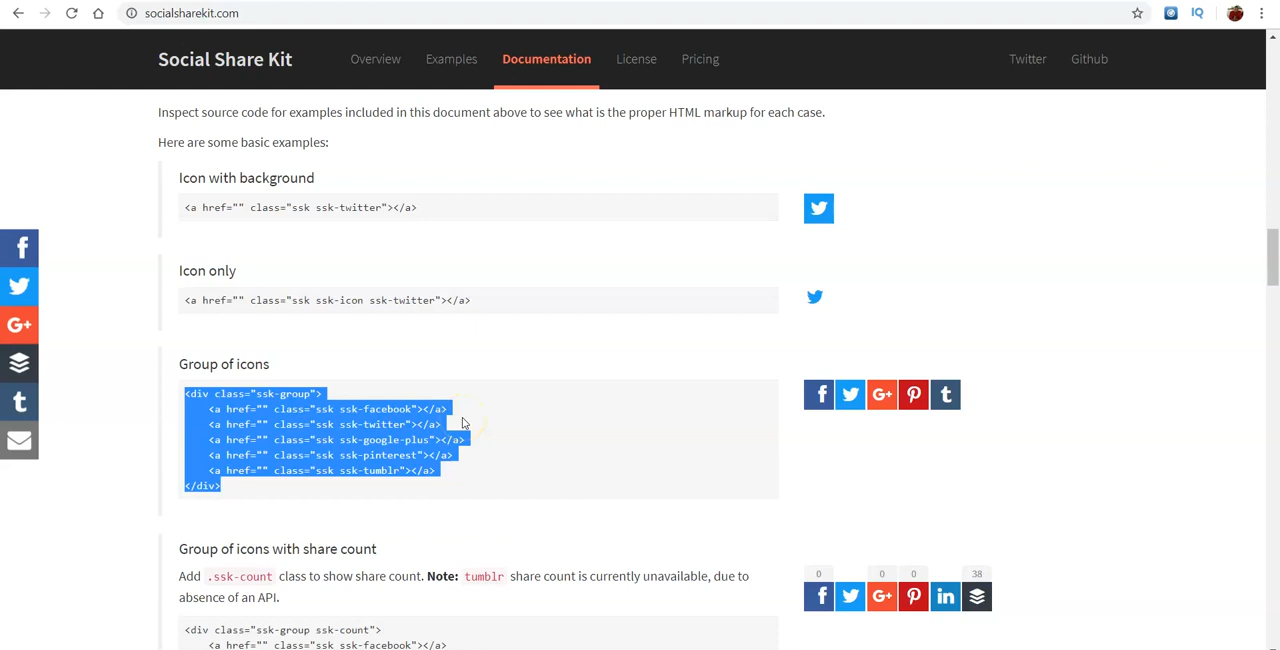 socialsharekit.com
IQ
Social Share Kit
Overview
Examples
Documentation
License
Pricing
Twitter
Github
Inspect source code for examples included in this document above to see what is the proper HTML markup for each case.
Here are some basic examples:
Icon with background
<a href="" class="ssk ssk-twitter"></a>
Icon only
<a href="" class="ssk ssk-icon ssk-twitter"></a>
f
G+
t
Group of icons
<div class="ssk-group">
<a href="" class="ssk ssk-facebook"></a>
<a href="" class="ssk ssk-twitter"></a>
<a href="" class="ssk ssk-google-plus"></a>
<a href="" class="ssk ssk-pinterest"></a>
<a href="" class="ssk ssk-tumblr"></a>
</div>
f G+ t
Group of icons with share count
Add .ssk-count class to show share count. Note: tumblr share count is currently unavailable, due to
absence of an API.
0 0 0 38
f G+ in
<div class="ssk-group ssk-count">
<a href="" class="ssk ssk-facebook"></a>